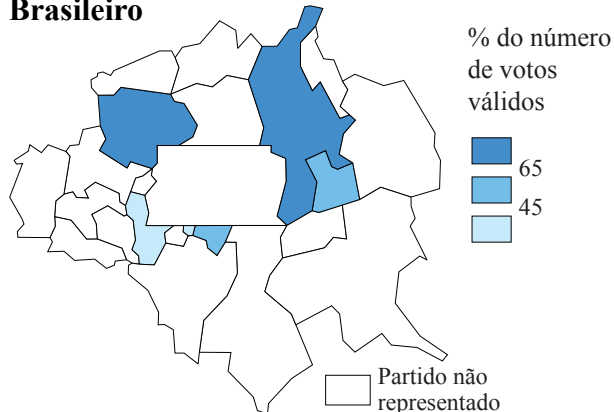 Brasileiro
% do número
de votos
válidos
65
45
Partido não
representado